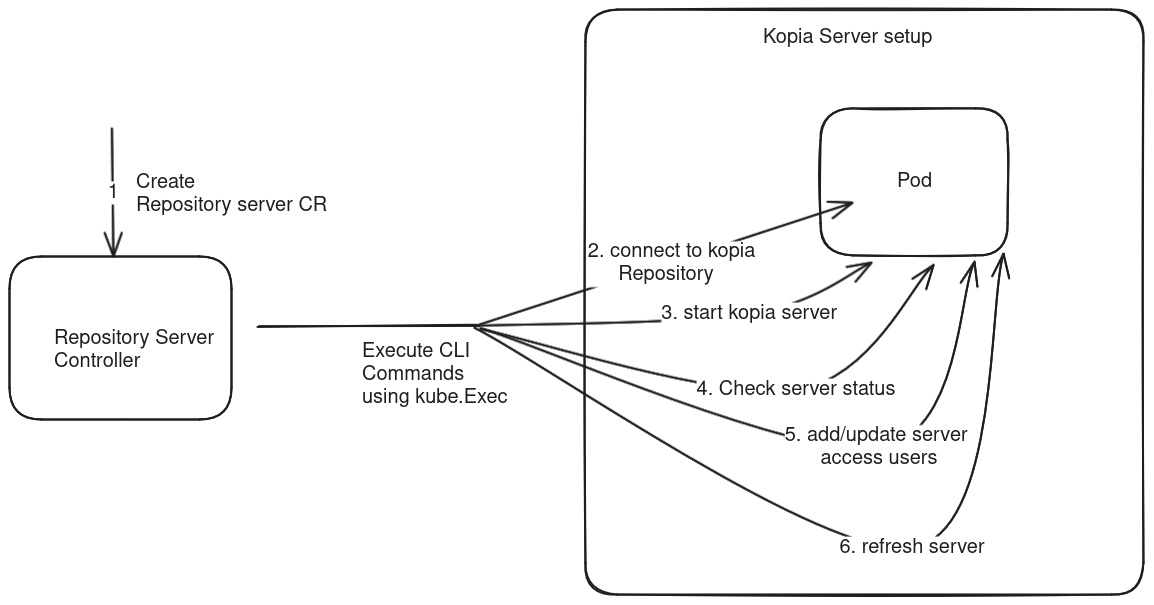 Kopia Server setup
Pod
1
Create
Repository server CR
2. connect to kopia
Repository
3. start kopia server
Repository Server
Controller
Execute CLI
Commands
using kube.Exec
4. Check server status
5. add/update server
access users
6. refresh server